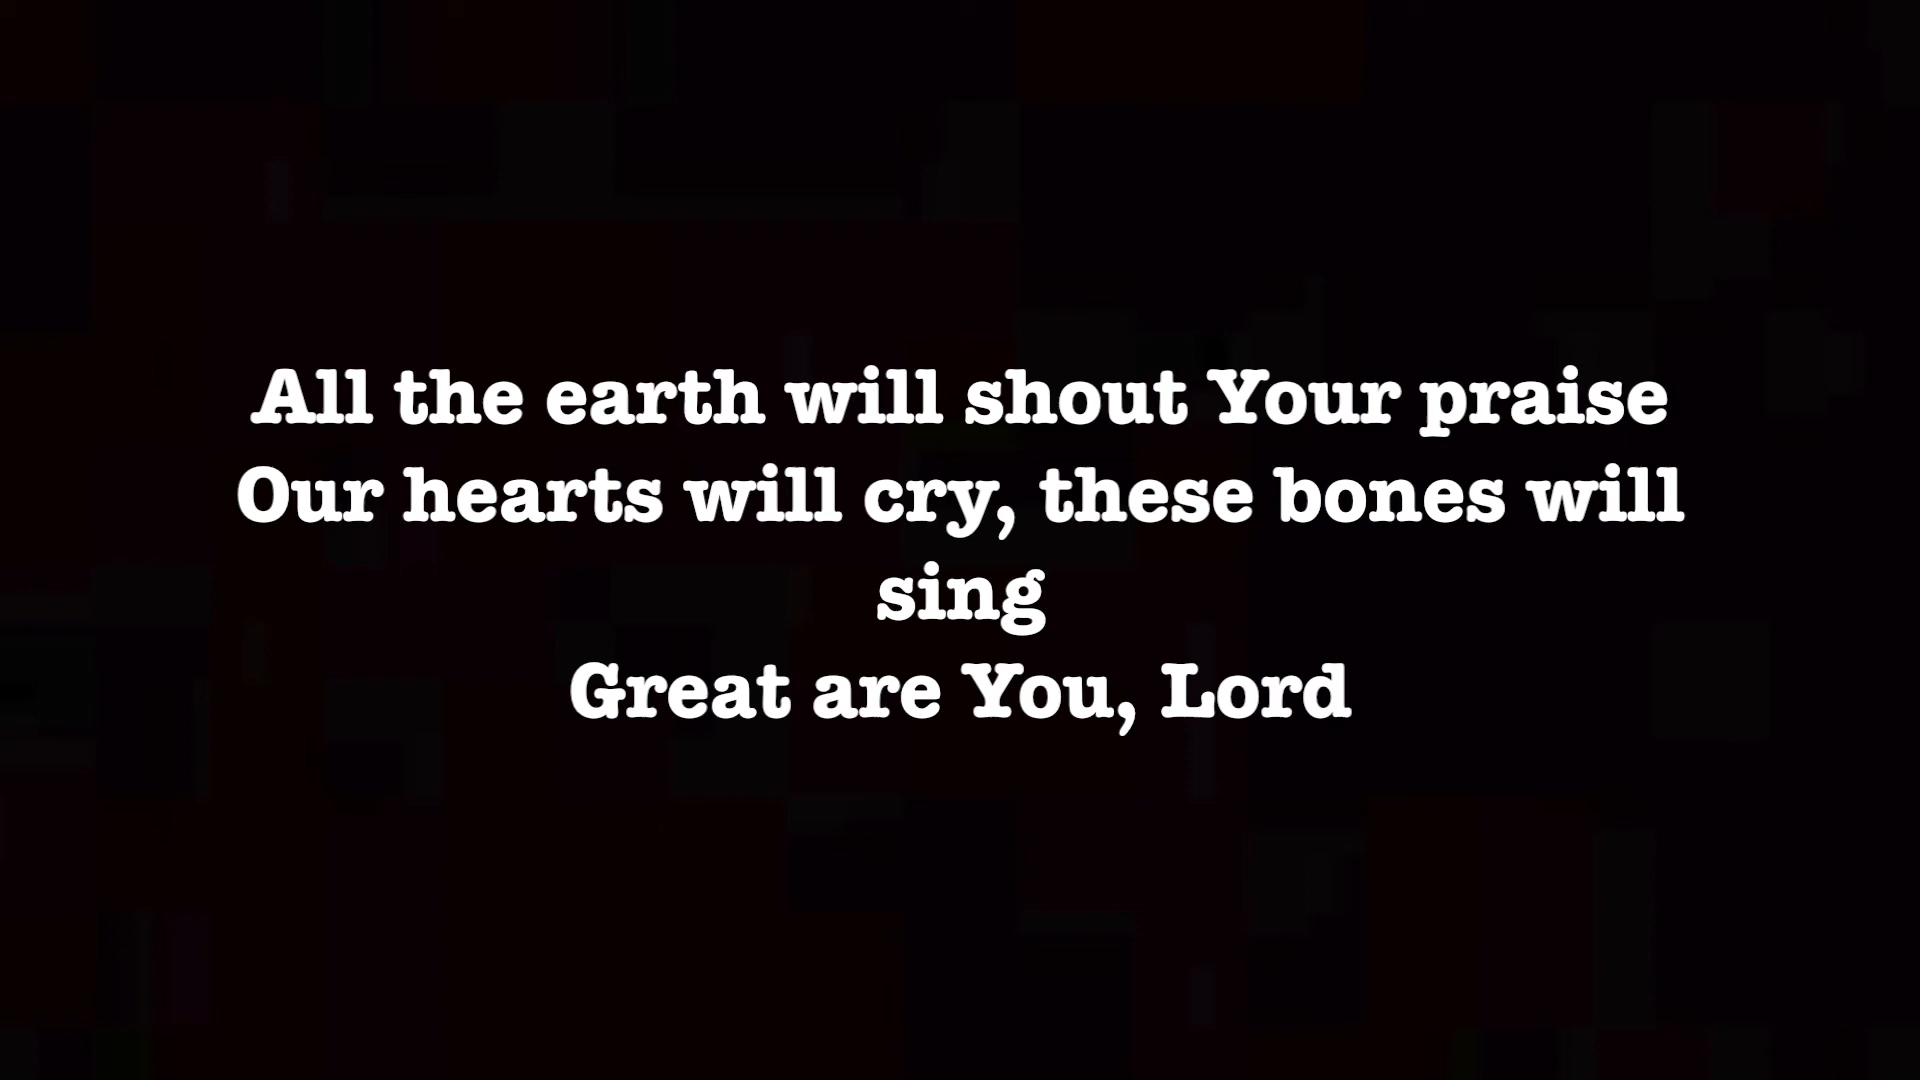 All the earth will shout Your praise
Our hearts will cry, these bones will
sing
Great are You, Lord